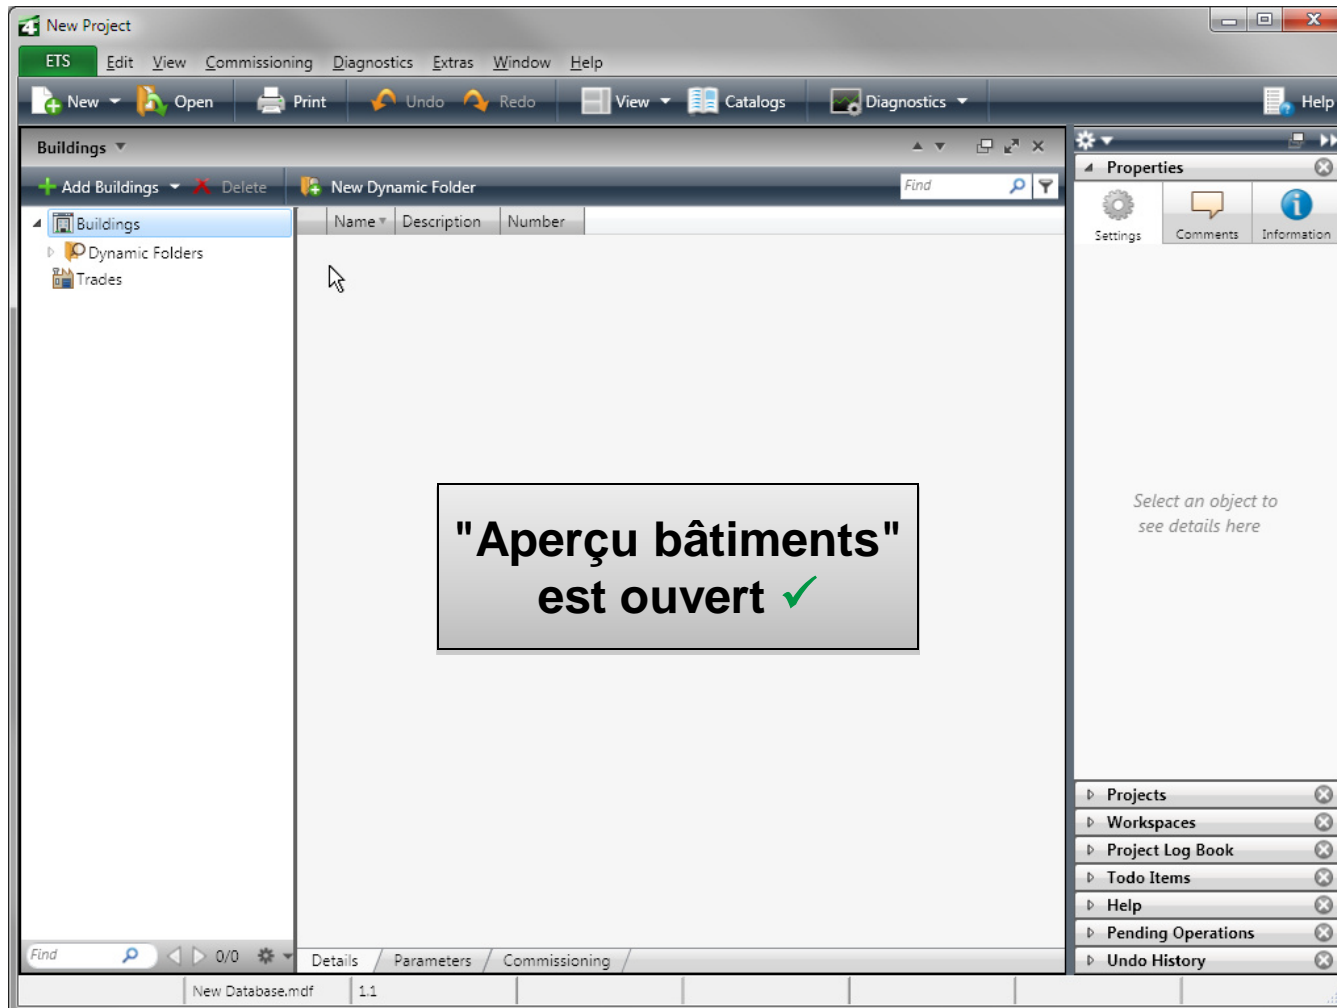 New Project
ETS Edit View Commissioning Diagnostics Extras Window Help
New Open Print Undo Redo View Catalogs Diagnostics Help
Buildings
Add Buildings Delete New Dynamic Folder Find
Buildings
Dynamic Folders
Trades
Name Description Number
Properties
Settings Comments Information
Select an object to
see details here
"Aperçu bâtiments"
est ouvert ✓
Projects
Workspaces
Project Log Book
Todo Items
Help
Pending Operations
Undo History
Find 0/0
Details Parameters Commissioning
New Database.mdf 1.1